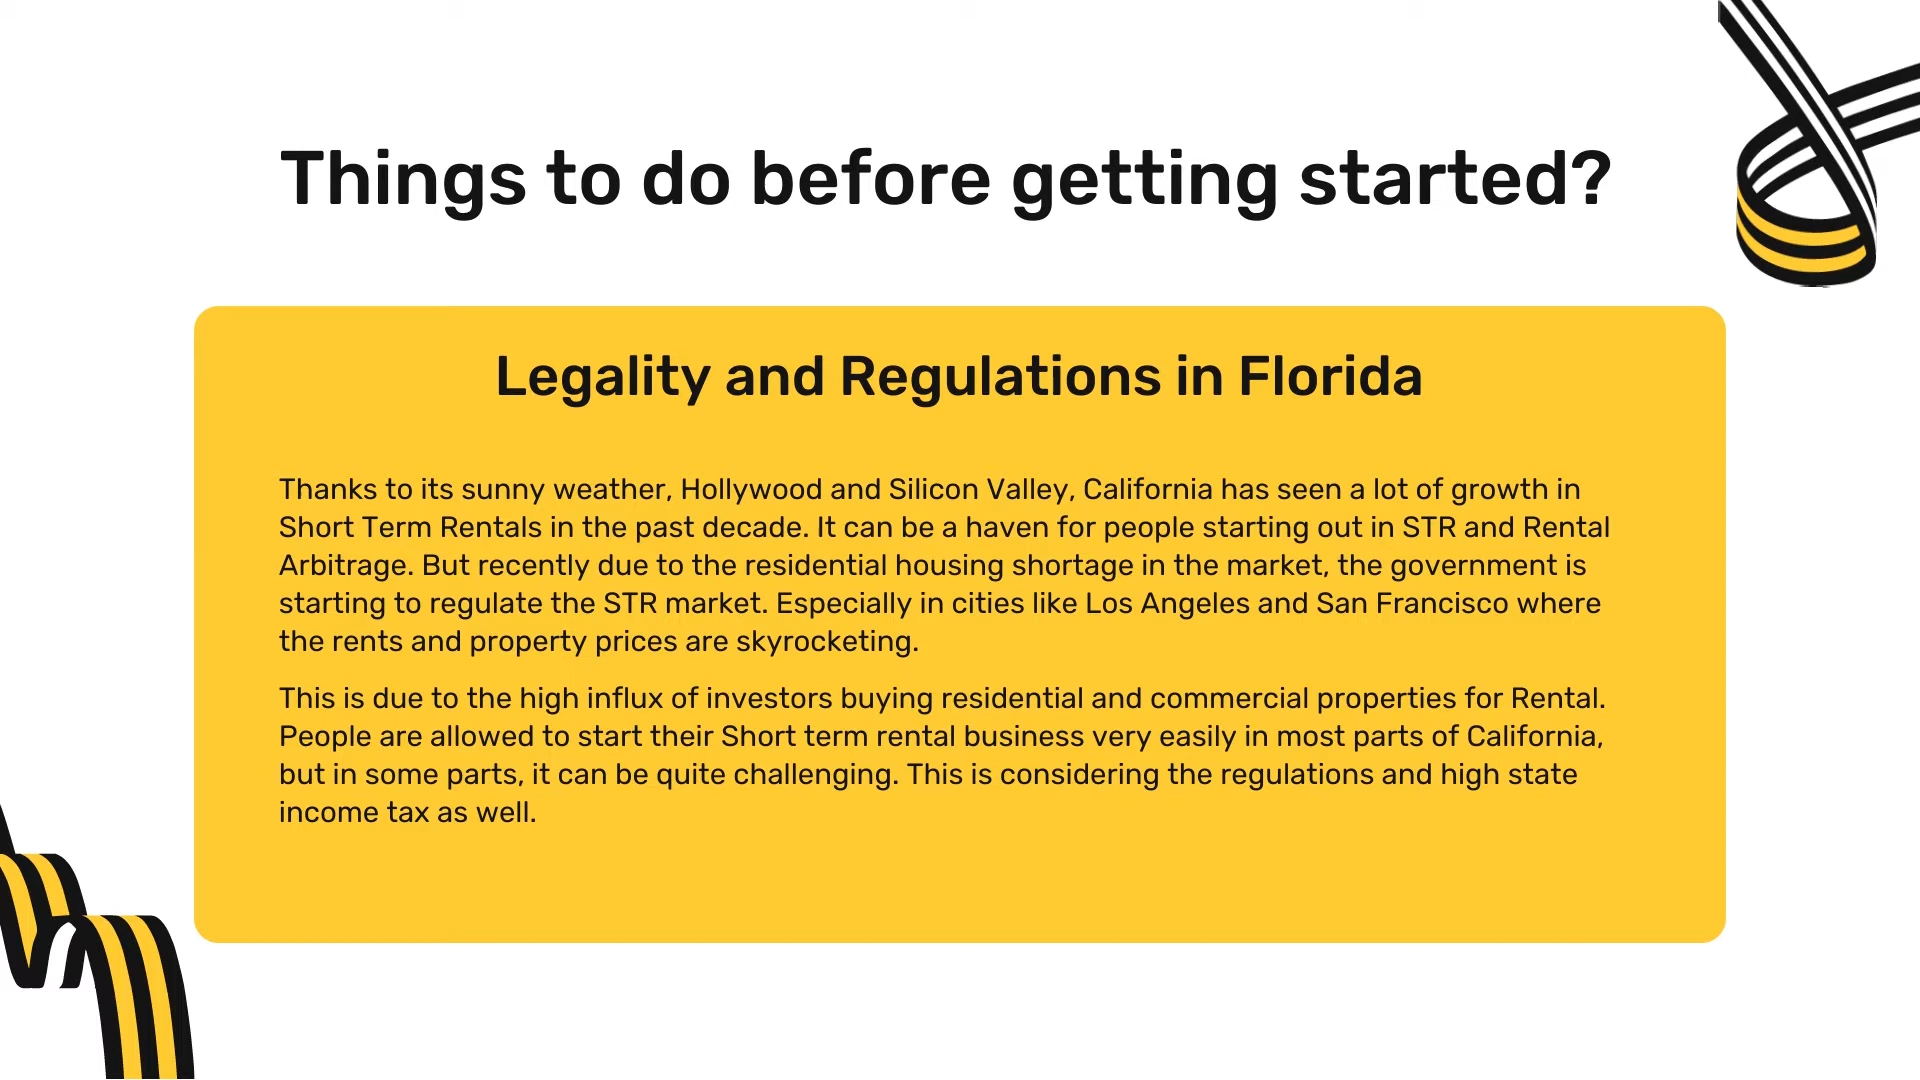 Things to do before getting started?
Legality and Regulations in Florida
Thanks to its sunny weather, Hollywood and Silicon Valley, California has seen a lot of growth in
Short Term Rentals in the past decade. It can be a haven for people starting out in STR and Rental
Arbitrage. But recently due to the residential housing shortage in the market, the government is
starting to regulate the STR market. Especially in cities like Los Angeles and San Francisco where
the rents and property prices are skyrocketing.
This is due to the high influx of investors buying residential and commercial properties for Rental.
People are allowed to start their Short term rental business very easily in most parts of California,
but in some parts, it can be quite challenging. This is considering the regulations and high state
income tax as well.